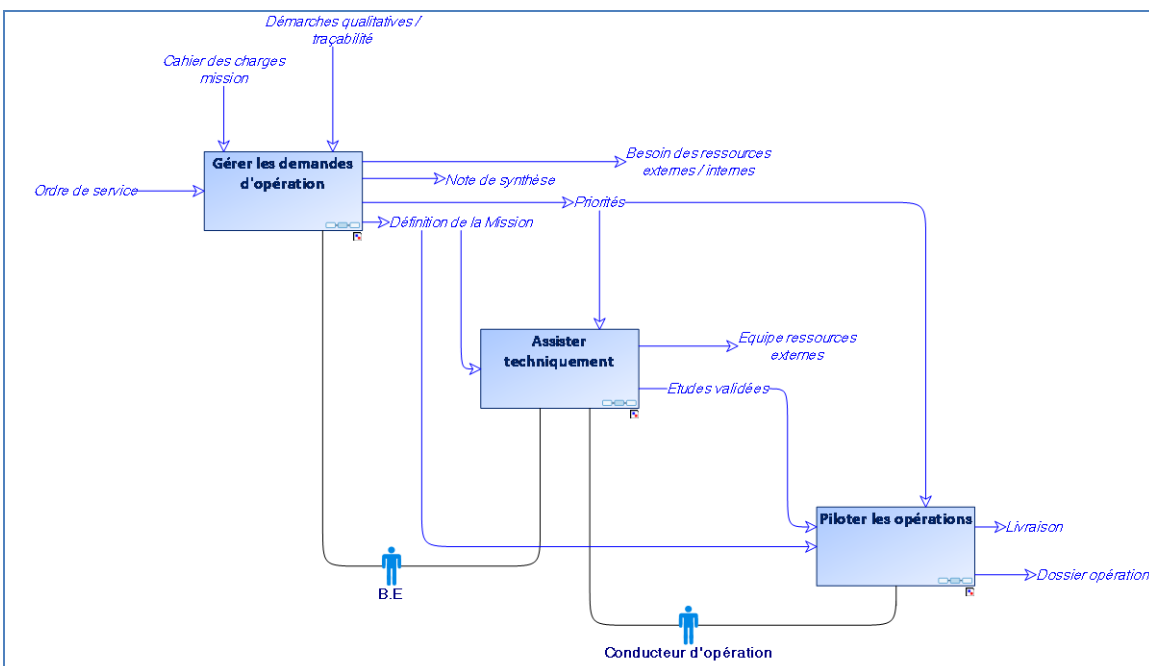 Démarches qualitatives /
traçabilité
Cahier des charges
mission
Gérer les demandes
d'opération
Ordre de service
Besoin des ressources
externes / internes
Note de synthèse
Priorités
Définition de la Mission
Assister
techniquement
Equipe ressources
externes
Etudes validées
Piloter les opérations
Livraison
Dossier opération
B.E
Conducteur d'opération